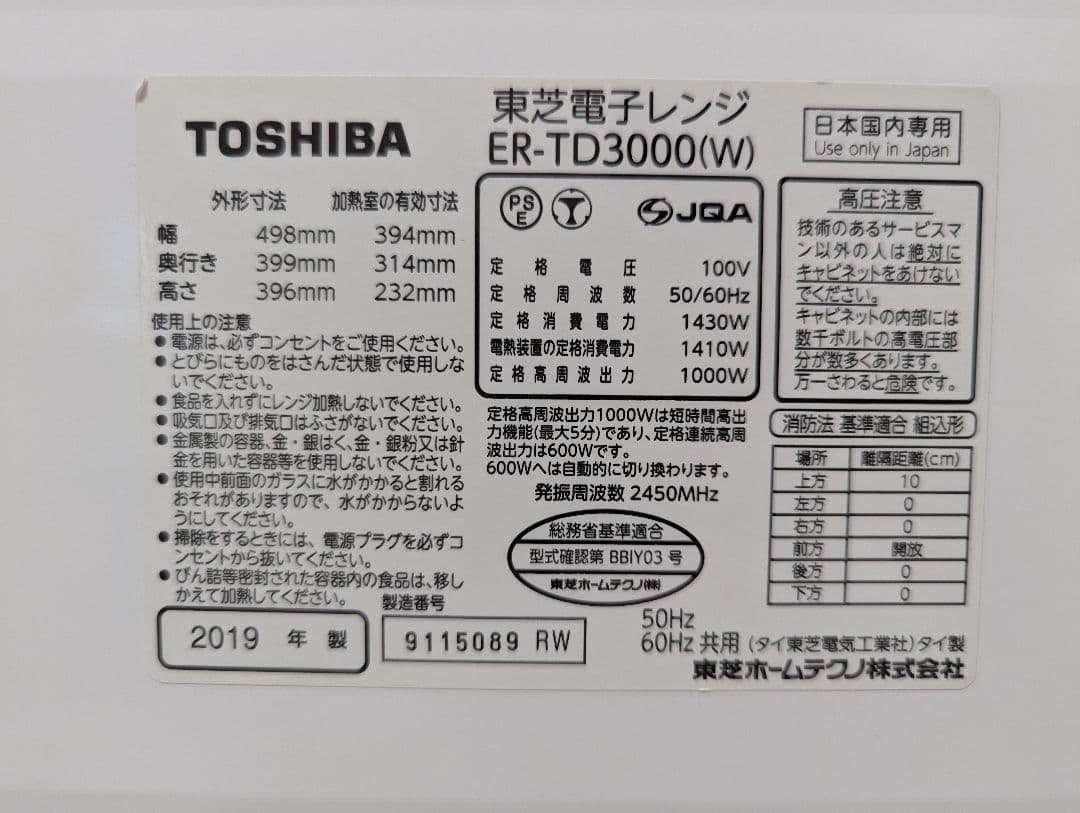 TOSHIBA
東芝電子レンジ
ER-TD3000(W)
日本国内専用
Use only in Japan
外形寸法 加熱室の有効寸法
幅 498mm 394mm
奥行き 399mm 314mm
高さ 396mm 232mm
使用上の注意
●電源は、必ずコンセントをご使用ください。
●とびらにものをはさんだ状態で使用しな
いでください。
●食品を入れずにレンジ加熱しないでください。
●吸気口及び排気口はふさがないでください。
●金属製の容器、金・銀はく、金・銀粉又は針
金を用いた容器等を使用しないでください。
●使用中前面のガラスに水がかかると割れる
おそれがありますので、水がかからないよ
うにしてください。
●掃除をするときには、電源プラグを必ずコ
ンセントから抜いてください。
●びん詰等密封された容器内の食品は、移し
かえて加熱してください。
2019 年 製
製造番号
9115089 RW
PS
E
JQA
定格電圧 100V
定格周波数 50/60Hz
定格消費電力 1430W
電熱装置の定格消費電力 1410W
定格高周波出力 1000W
定格高周波出力1000Wは短時間高出
力機能(最大5分)であり、定格連続高周
波出力は600Wです。
600Wへは自動的に切り換わります。
発振周波数 2450MHz
総務省基準適合
型式確認第 BBIY03 号
東芝ホームテクノ(株)
高圧注意
技術のあるサービスマ
ン以外の人は絶対に
キャビネットをあけない
でください。
キャビネットの内部には
数千ボルトの高電圧部
分が数多くあります。
万一さわると危険です。
消防法 基準適合 組込形
場所 離隔距離(cm)
上方 10
左方 0
右方 0
前方 開放
後方 0
下方 0
50Hz
60Hz 共用 (タイ東芝電気工業社)タイ製
東芝ホームテクノ株式会社